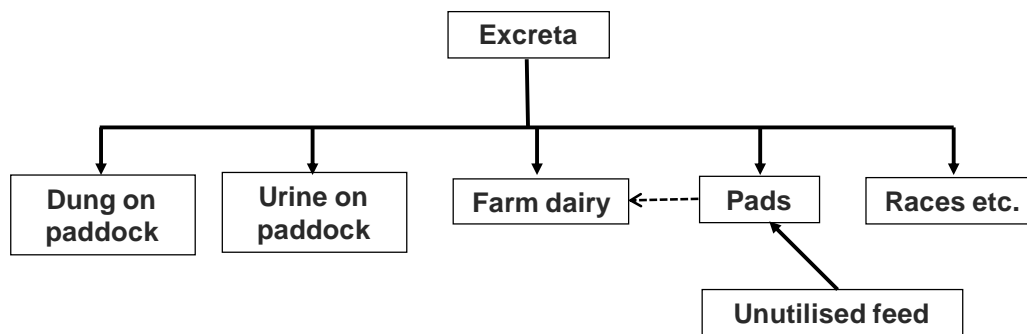 Excreta
Dung on
paddock
Urine on
paddock
Farm dairy
Pads
Races etc.
Unutilised feed